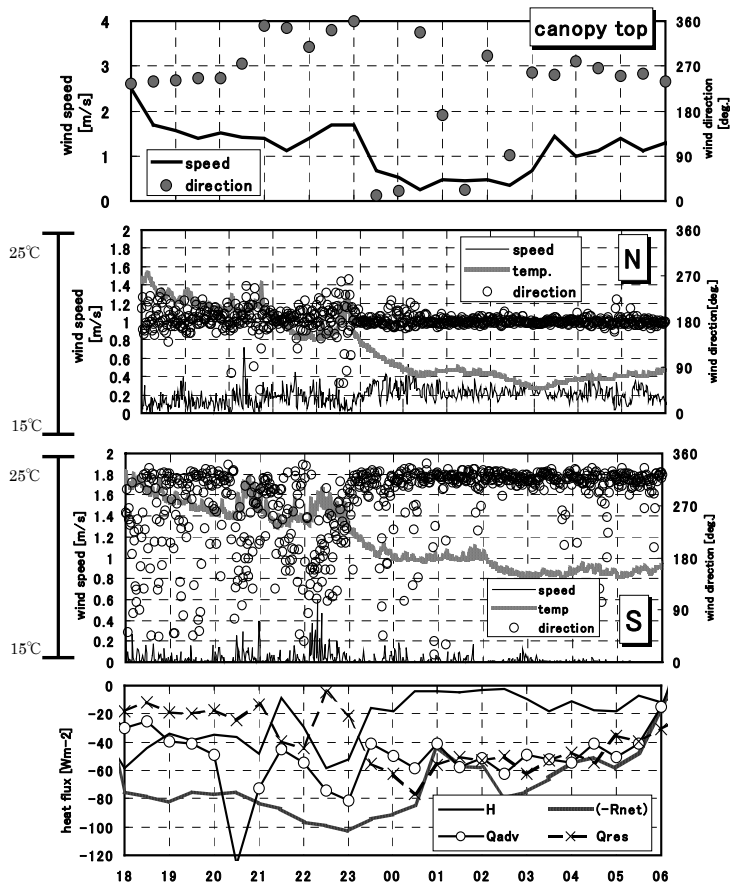 canopy top
wind speed
[m/s]
4
3
2
1
0
speed
direction
360
270
180
90
0
wind direction
[deg.]
25℃
15℃
wind speed
[m/s]
2
1.8
1.6
1.4
1.2
1
0.8
0.6
0.4
0.2
0
speed
temp.
direction
N
360
270
180
90
0
wind direction[deg.]
25℃
15℃
wind speed [m/s]
2
1.8
1.6
1.4
1.2
1
0.8
0.6
0.4
0.2
0
speed
temp
direction
S
360
270
180
90
0
wind direction [deg.]
heat flux [Wm-2]
0
-20
-40
-60
-80
-100
-120
H
(-Rnet)
Qadv
Qres
18 19 20 21 22 23 00 01 02 03 04 05 06